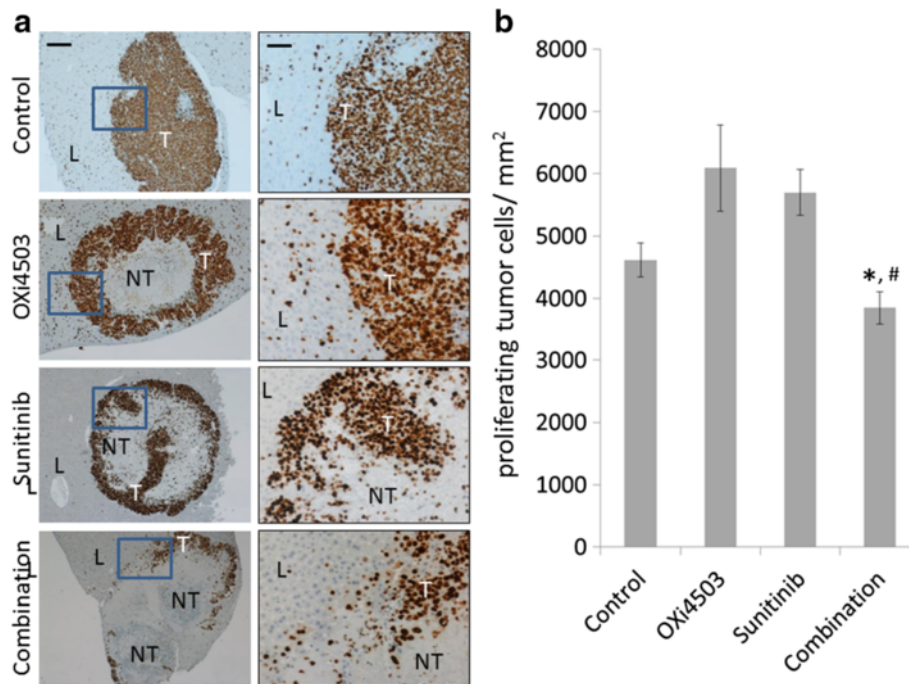 a
Control
L
T
L
T
OXi4503
L
NT
T
L
T
Sunitinib
L
NT
T
L
T
NT
Combination
L
T
NT
NT
L
T
NT
b
proliferating tumor cells/ mm²
8000
7000
6000
5000
4000
3000
2000
1000
0
*, #
Control
OXi4503
Sunitinib
Combination